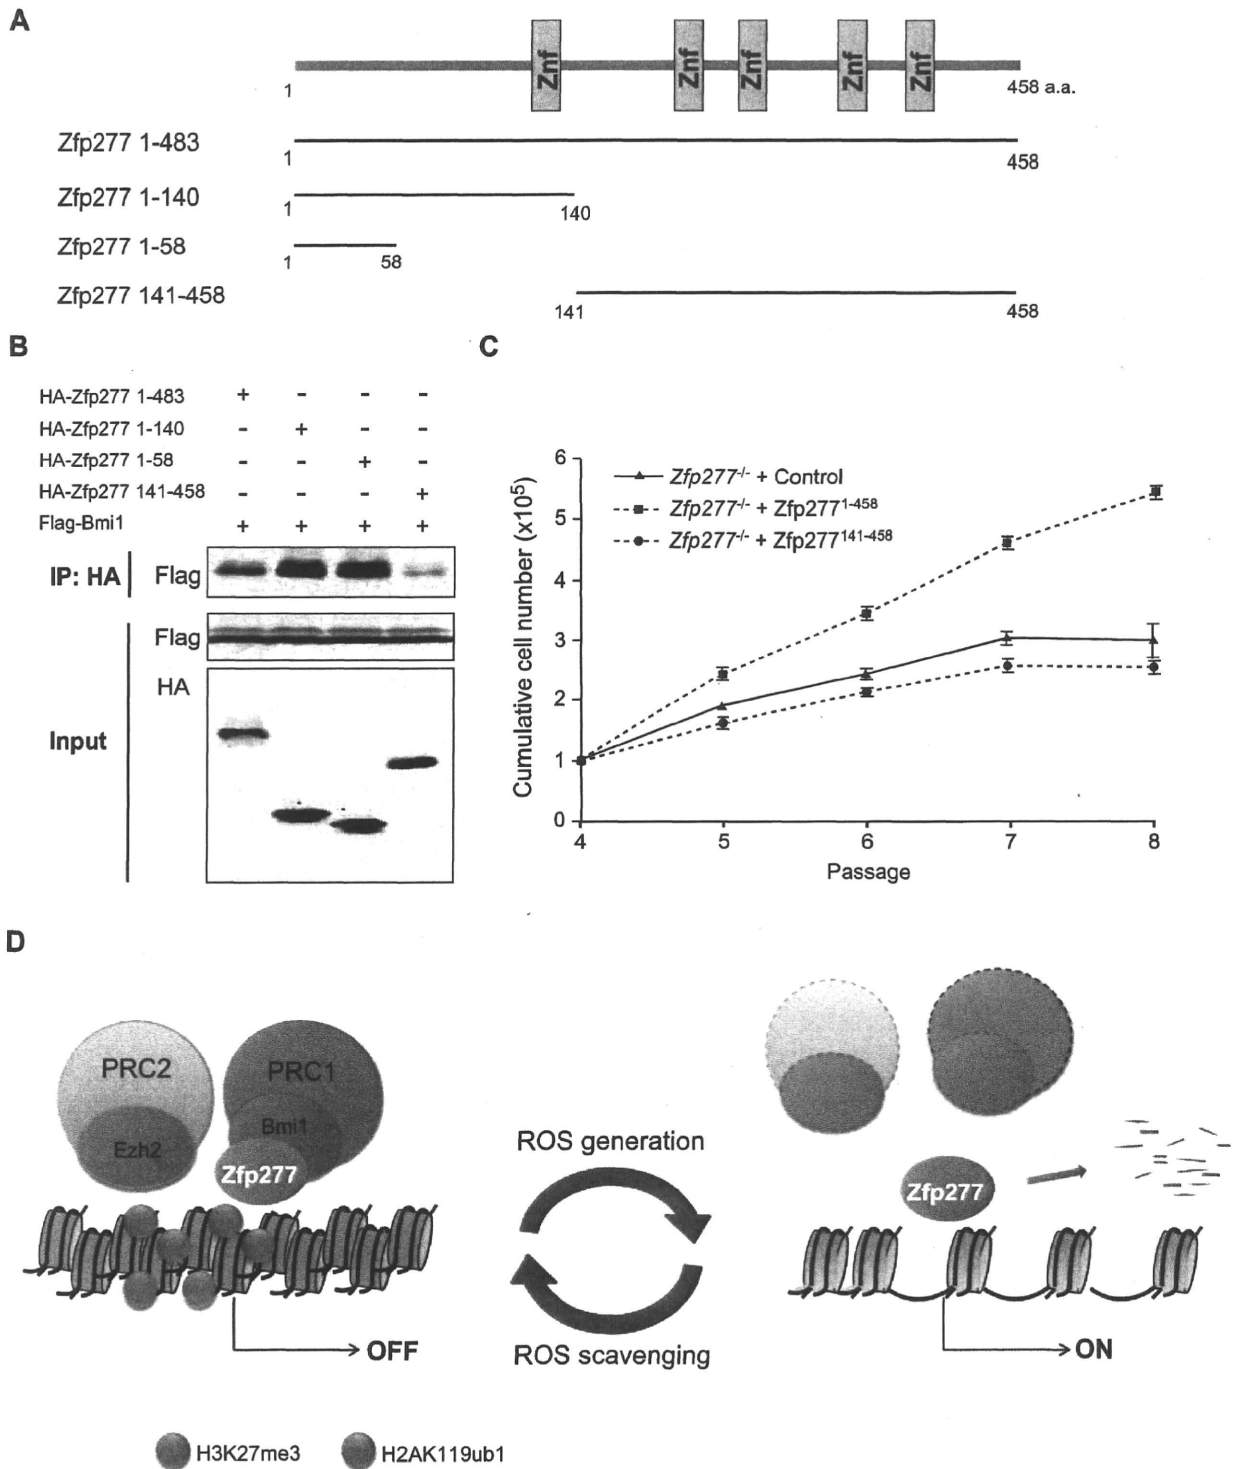 A
Znf Znf Znf Znf Znf
1 458 a.a.
Zfp277 1-483
1 458
Zfp277 1-140
1 140
Zfp277 1-58
1 58
Zfp277 141-458
141 458
B
HA-Zfp277 1-483 + - - -
HA-Zfp277 1-140 - + - -
HA-Zfp277 1-58 - - + -
HA-Zfp277 141-458 - - - +
Flag-Bmi1 + + + +
IP: HA Flag
Flag
HA
Input
C
Zfp277-/- + Control
Zfp277-/- + Zfp2771-458
Zfp277-/- + Zfp277141-458
Cumulative cell number (x105)
6
5
4
3
2
1
0
4 5 6 7 8
Passage
D
PRC2 PRC1
Bmi1
Ezh2
Zfp277
ROS generation
ROS scavenging
Zfp277
OFF
ON
H3K27me3 H2AK119ub1